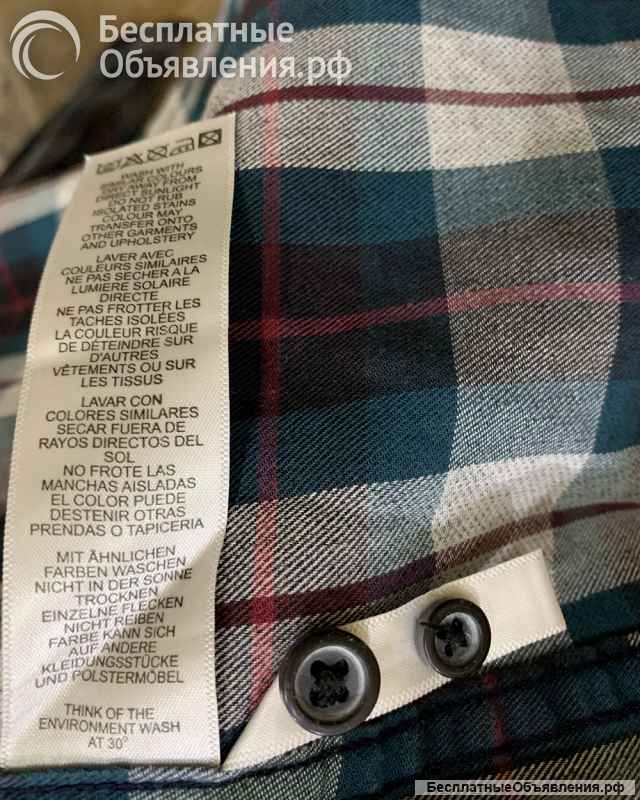 Бесплатные
Объявления.рф
WASH WITH
SIMILAR COLOURS
DRY AWAY FROM
DIRECT SUNLIGHT
DO NOT RUB
ISOLATED STAINS
COLOUR MAY
TRANSFER ONTO
OTHER GARMENTS
AND UPHOLSTERY
LAVER AVEC
COULEURS SIMILAIRES
NE PAS SÉCHER A LA
LUMIERE SOLAIRE
DIRECTE
NE PAS FROTTER LES
TACHES ISOLÉES
LA COULEUR RISQUE
DE DÉTEINDRE SUR
D'AUTRES
VÊTEMENTS OU SUR
LES TISSUS
LAVAR CON
COLORES SIMILARES
SECAR FUERA DE
RAYOS DIRECTOS DEL
SOL
NO FROTE LAS
MANCHAS AISLADAS
EL COLOR PUEDE
DESTENIR OTRAS
PRENDAS O TAPICERIA
MIT ÄHNLICHEN
FARBEN WASCHEN
NICHT IN DER SONNE
TROCKNEN
EINZELNE FLECKEN
NICHT REIBEN
FARBE KANN SICH
AUF ANDERE
KLEIDUNGSSTÜCKE
UND POLSTERMÖBEL
THINK OF THE
ENVIRONMENT WASH
AT 30°
БесплатныеОбъявления.рф